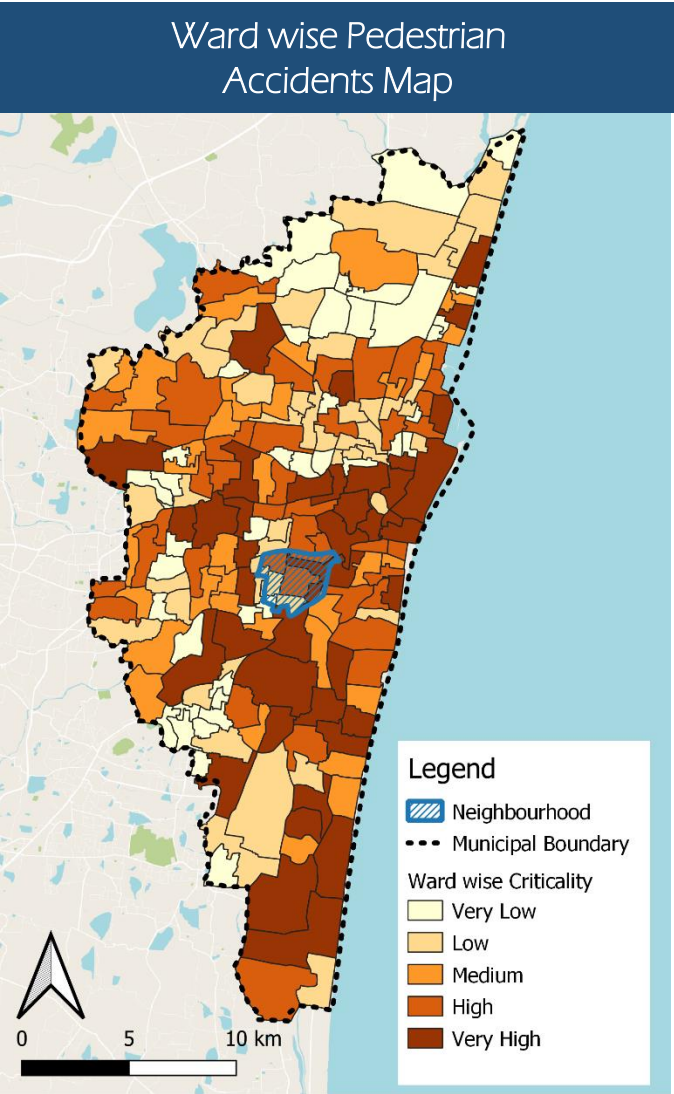 Ward wise Pedestrian
Accidents Map
Legend
Neighbourhood
Municipal Boundary
Ward wise Criticality
Very Low
Low
Medium
High
Very High
0 5 10 km